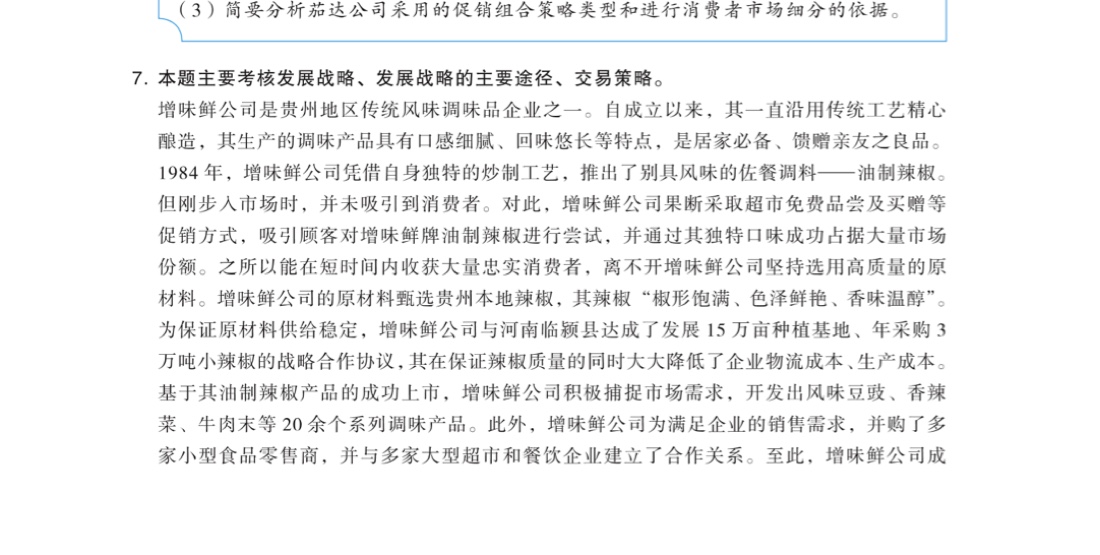 （3）简要分析茄达公司采用的促销组合策略类型和进行消费者市场细分的依据。
7. 本题主要考核发展战略、发展战略的主要途径、交易策略。
增味鲜公司是贵州地区传统风味调味品企业之一。自成立以来，其一直沿用传统工艺精心
酿造，其生产的调味产品具有口感细腻、回味悠长等特点，是居家必备、馈赠亲友之良品。
1984 年，增味鲜公司凭借自身独特的炒制工艺，推出了别具风味的佐餐调料——油制辣椒。
但刚步入市场时，并未吸引到消费者。对此，增味鲜公司果断采取超市免费品尝及买赠等
促销方式，吸引顾客对增味鲜牌油制辣椒进行尝试，并通过其独特口味成功占据大量市场
份额。之所以能在短时间内收获大量忠实消费者，离不开增味鲜公司坚持选用高质量的原
材料。增味鲜公司的原材料甄选贵州本地辣椒，其辣椒“椒形饱满、色泽鲜艳、香味温醇”。
为保证原材料供给稳定，增味鲜公司与河南临颍县达成了发展 15 万亩种植基地、年采购 3
万吨小辣椒的战略合作协议，其在保证辣椒质量的同时大大降低了企业物流成本、生产成本。
基于其油制辣椒产品的成功上市，增味鲜公司积极捕捉市场需求，开发出风味豆豉、香辣
菜、牛肉末等 20 余个系列调味产品。此外，增味鲜公司为满足企业的销售需求，并购了多
家小型食品零售商，并与多家大型超市和餐饮企业建立了合作关系。至此，增味鲜公司成